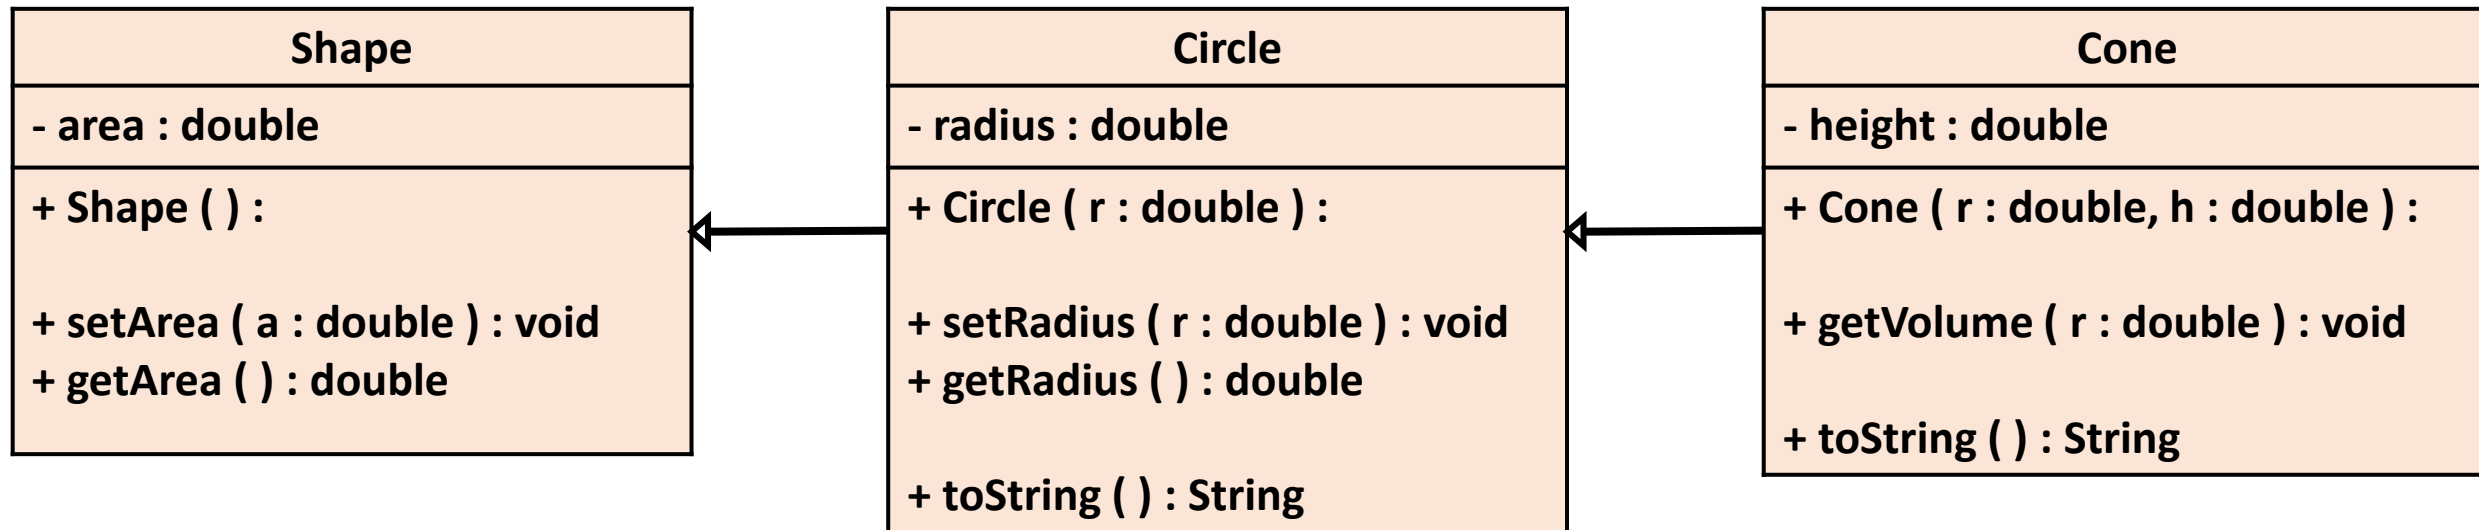 Shape
- area : double
+ Shape ( ) :
+ setArea ( a : double ) : void
+ getArea ( ) : double
Circle
- radius : double
+ Circle ( r : double ) :
+ setRadius ( r : double ) : void
+ getRadius ( ) : double
+ toString ( ) : String
Cone
- height : double
+ Cone ( r : double, h : double ) :
+ getVolume ( r : double ) : void
+ toString ( ) : String